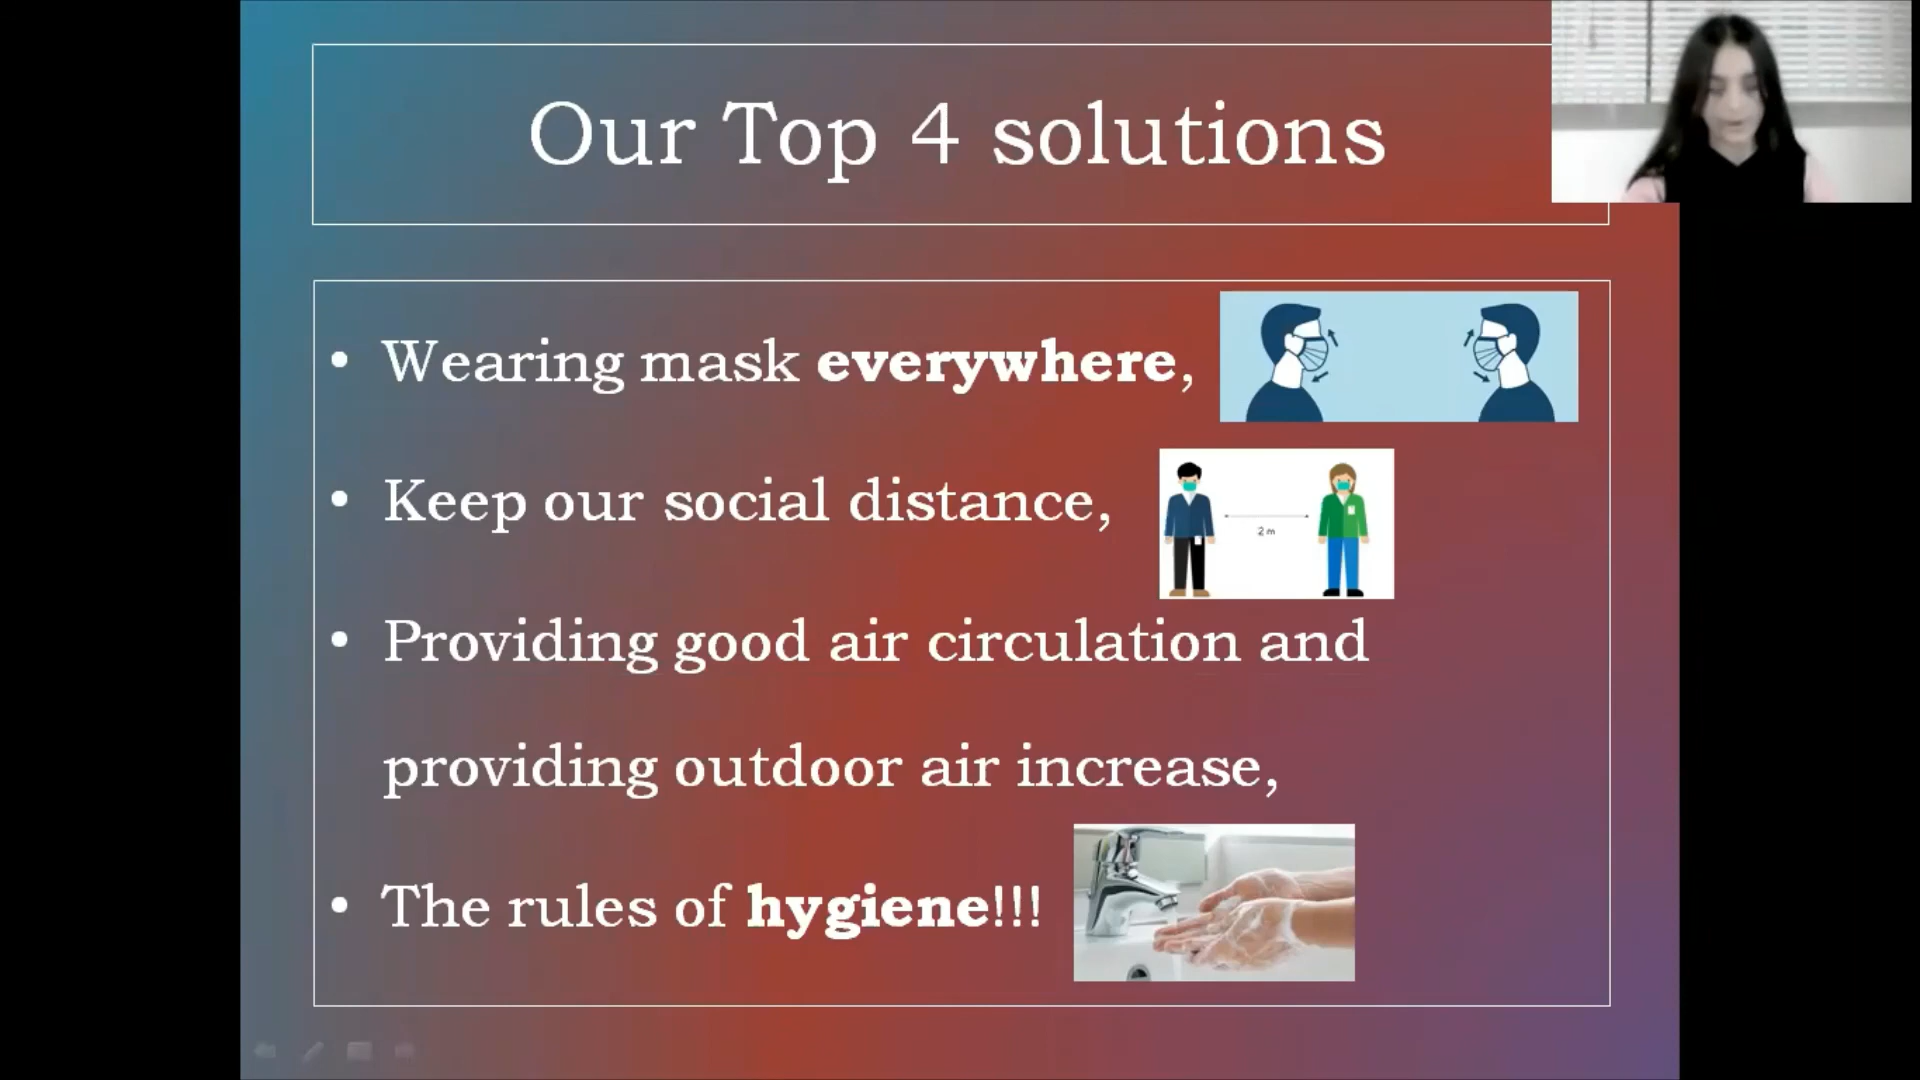 Our Top 4 solutions
• Wearing mask everywhere,
• Keep our social distance,
2 m
• Providing good air circulation and
providing outdoor air increase,
• The rules of hygiene!!!